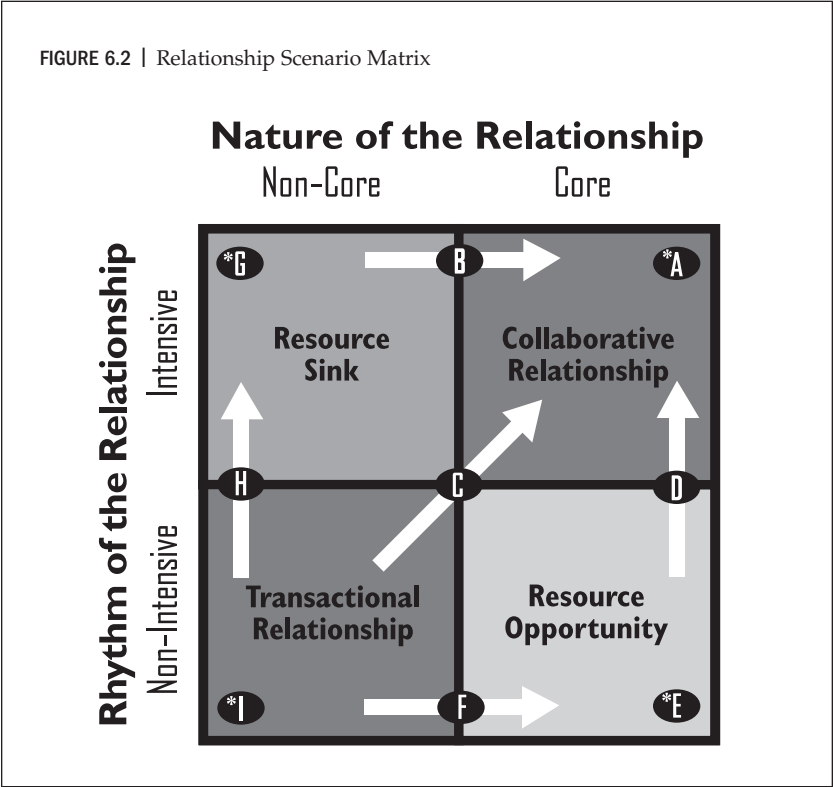 FIGURE 6.2 | Relationship Scenario Matrix
Nature of the Relationship
Non-Core
Core
Rhythm of the Relationship
Intensive
Non-Intensive
*G
B
*A
Resource
Sink
Collaborative
Relationship
H
C
D
Transactional
Relationship
Resource
Opportunity
*I
F
*E